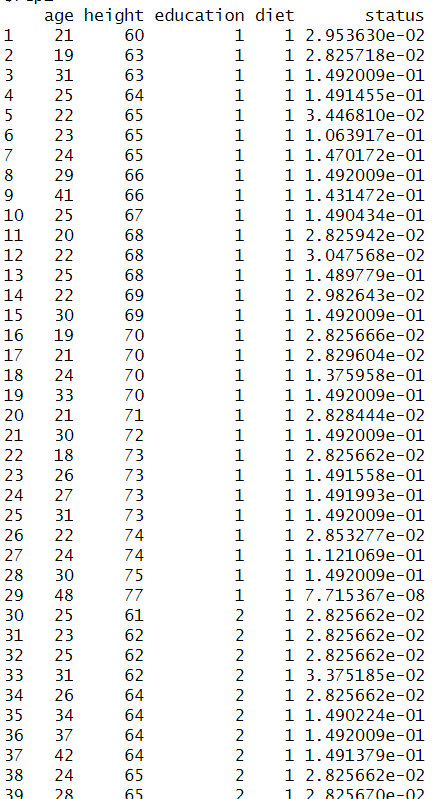 age height education diet status
1 21 60 1 1 2.953630e-02
2 19 63 1 1 2.825718e-02
3 31 63 1 1 1.492009e-01
4 25 64 1 1 1.491455e-01
5 22 65 1 1 3.446810e-02
6 23 65 1 1 1.063917e-01
7 24 65 1 1 1.470172e-01
8 29 66 1 1 1.492009e-01
9 41 66 1 1 1.431472e-01
10 25 67 1 1 1.490434e-01
11 20 68 1 1 2.825942e-02
12 22 68 1 1 3.047568e-02
13 25 68 1 1 1.489779e-01
14 22 69 1 1 2.982643e-02
15 30 69 1 1 1.492009e-01
16 19 70 1 1 2.825666e-02
17 21 70 1 1 2.829604e-02
18 24 70 1 1 1.375958e-01
19 33 70 1 1 1.492009e-01
20 21 71 1 1 2.828444e-02
21 30 72 1 1 1.492009e-01
22 18 73 1 1 2.825662e-02
23 26 73 1 1 1.491558e-01
24 27 73 1 1 1.491993e-01
25 31 73 1 1 1.492009e-01
26 22 74 1 1 2.853277e-02
27 24 74 1 1 1.121069e-01
28 30 75 1 1 1.492009e-01
29 48 77 1 1 7.715367e-08
30 25 61 2 1 2.825662e-02
31 23 62 2 1 2.825662e-02
32 25 62 2 1 2.825662e-02
33 31 62 2 1 3.375185e-02
34 26 64 2 1 2.825662e-02
35 34 64 2 1 1.490224e-01
36 37 64 2 1 1.492009e-01
37 42 64 2 1 1.491379e-01
38 24 65 2 1 2.825662e-02
39 28 65 2 1 2.825670e-02